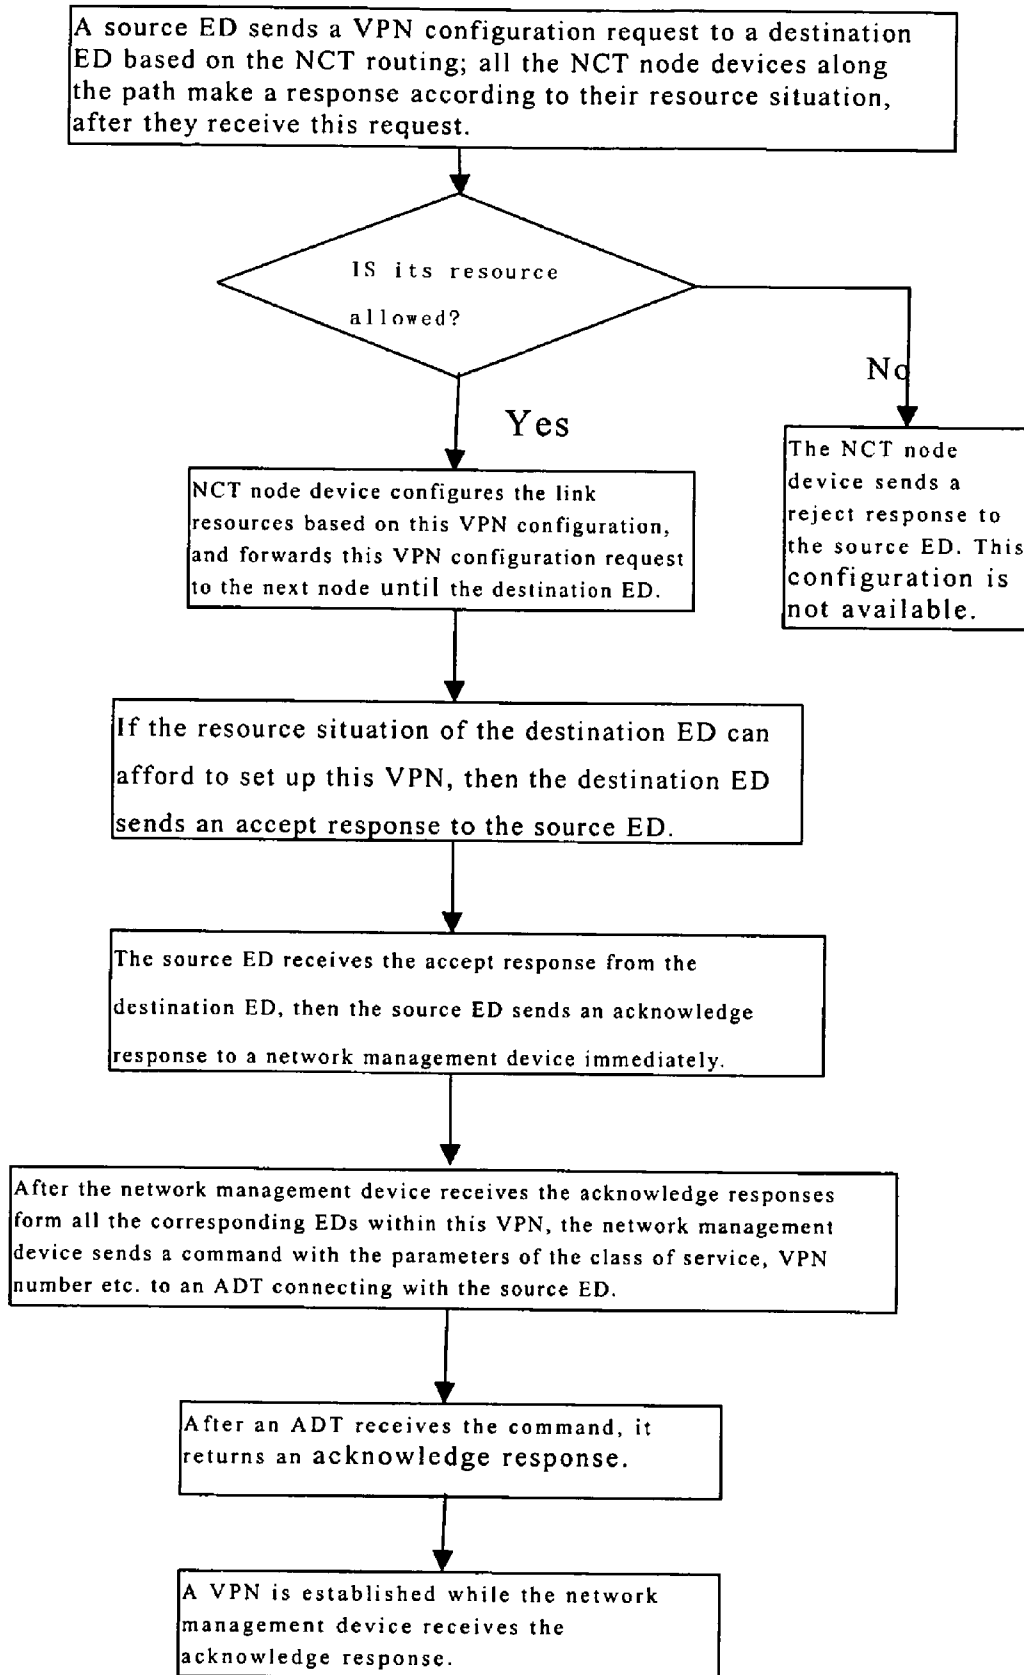 A source ED sends a VPN configuration request to a destination
ED based on the NCT routing; all the NCT node devices along
the path make a response according to their resource situation,
after they receive this request.
IS its resource
allowed?
No
Yes
The NCT node
device sends a
reject response to
the source ED. This
configuration is
not available.
NCT node device configures the link
resources based on this VPN configuration,
and forwards this VPN configuration request
to the next node until the destination ED.
If the resource situation of the destination ED can
afford to set up this VPN, then the destination ED
sends an accept response to the source ED.
The source ED receives the accept response from the
destination ED, then the source ED sends an acknowledge
response to a network management device immediately.
After the network management device receives the acknowledge responses
form all the corresponding EDs within this VPN, the network management
device sends a command with the parameters of the class of service, VPN
number etc. to an ADT connecting with the source ED.
After an ADT receives the command, it
returns an acknowledge response.
A VPN is established while the network
management device receives the
acknowledge response.